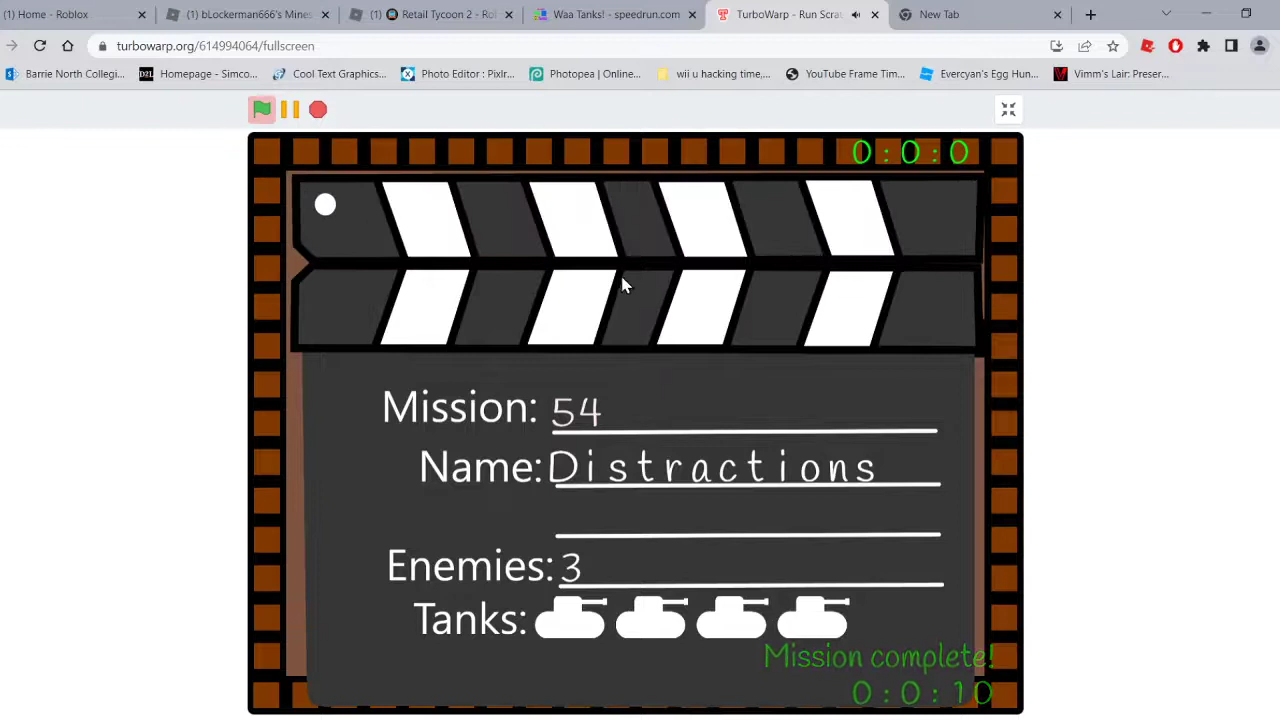 (1) Home - Roblox
(1) bLockerman666's Mines
(1) Retail Tycoon 2 - Rol
Waa Tanks! - speedrun.com
TurboWarp - Run Scra
New Tab
turbowarp.org/614994064/fullscreen
Barrie North Collegi...
Homepage - Simco...
Cool Text Graphics...
Photo Editor : Pixlr...
Photopea | Online...
wii u hacking time,...
YouTube Frame Tim...
Evercyan's Egg Hun...
Vimm's Lair: Preser...
0:0:0
Mission: 54
Name: Distractions
Enemies: 3
Tanks:
Mission complete!
0:0:10